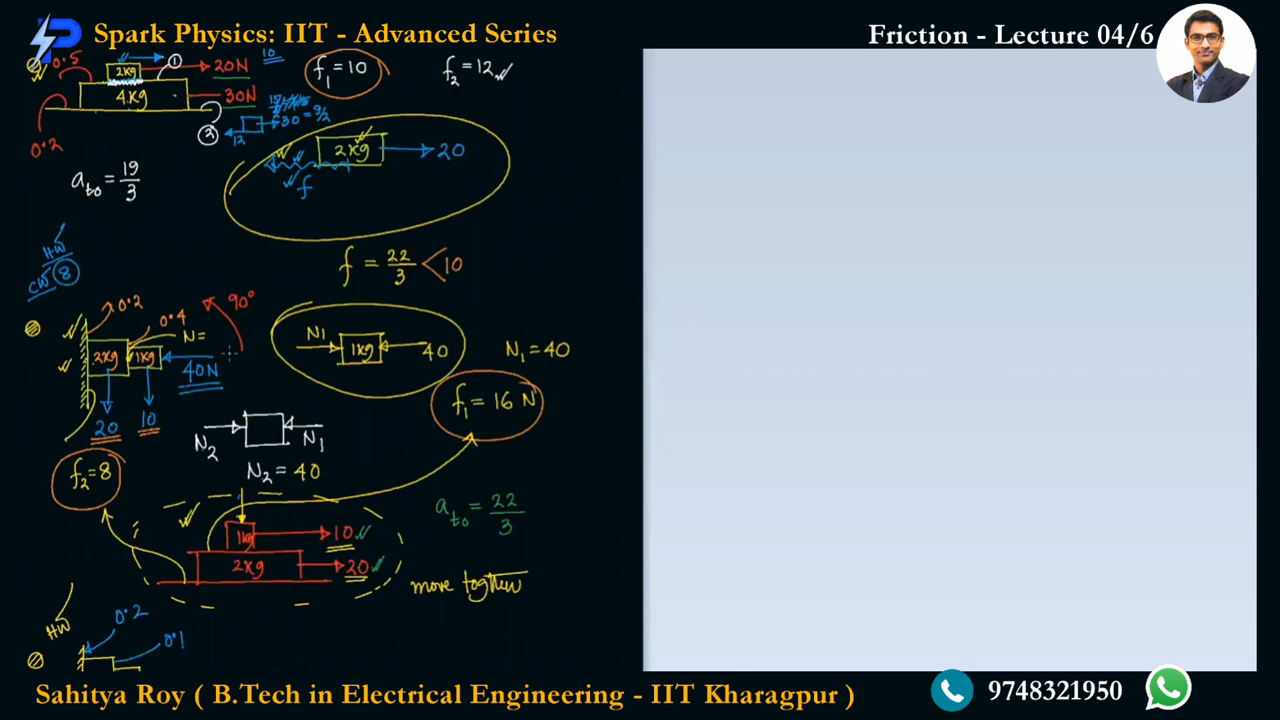 Spark Physics: IIT - Advanced Series
Friction - Lecture 04/6
0.5
2kg
1
20N
10
f₁ = 10
f₂ = 12
4kg
30N
2
12
30 = 9/2
0.2
2kg
20
f
a_to = 19/3
HW
CW 8
f = 22/3 < 10
0.2
90°
0.4
N=
2kg
1kg
40N
20
10
N1
1kg
40
N₁ = 40
f₁ = 16 N
N₂
N₁
N₂ = 40
f₂ = 8
a_to = 22/3
1kg
10
2kg
20
move together
HW
0.2
0.1
Sahitya Roy ( B.Tech in Electrical Engineering - IIT Kharagpur )
9748321950